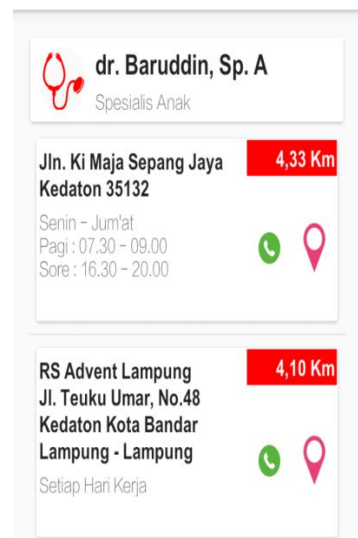 dr. Baruddin, Sp. A
Spesialis Anak
Jln. Ki Maja Sepang Jaya
Kedaton 35132
4,33 Km
Senin – Jum'at
Pagi : 07.30 – 09.00
Sore : 16.30 – 20.00
RS Advent Lampung
Jl. Teuku Umar, No.48
Kedaton Kota Bandar
Lampung - Lampung
4,10 Km
Setiap Hari Kerja